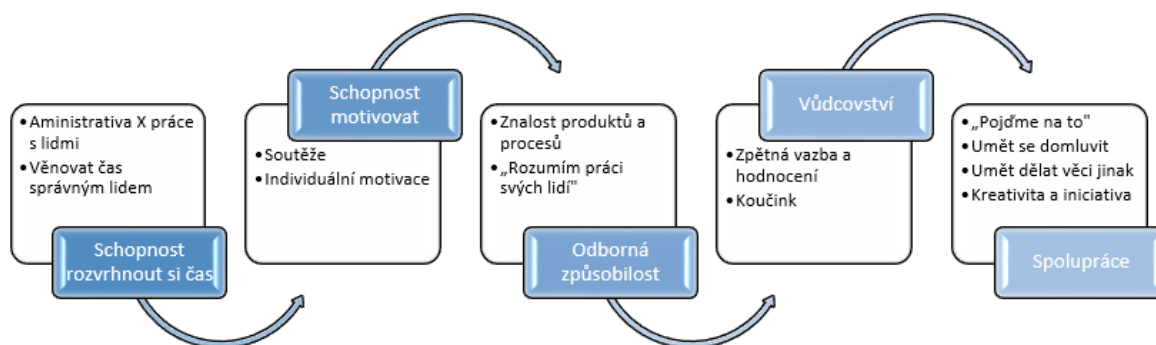 • Aministrativa X práce
s lidmi
• Věnovat čas
správným lidem
Schopnost
rozvrhnout si čas
Schopnost
motivovat
• Soutěže
• Individuální motivace
• Znalost produktů a
procesů
• „Rozumím práci
svých lidí"
Odborná
způsobilost
Vůdcovství
• Zpětná vazba a
hodnocení
• Koučink
• „Pojďme na to"
• Umět se domluvit
• Umět dělat věci jinak
• Kreativita a iniciativa
Spolupráce